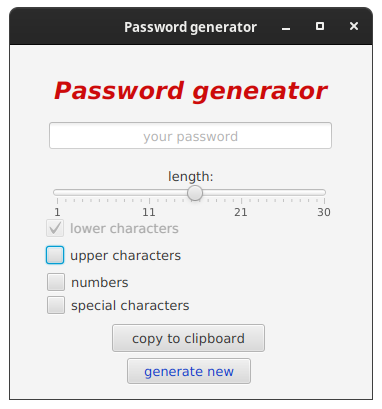 Password generator
Password generator
your password
length:
1 11 21 30
lower characters
upper characters
numbers
special characters
copy to clipboard
generate new